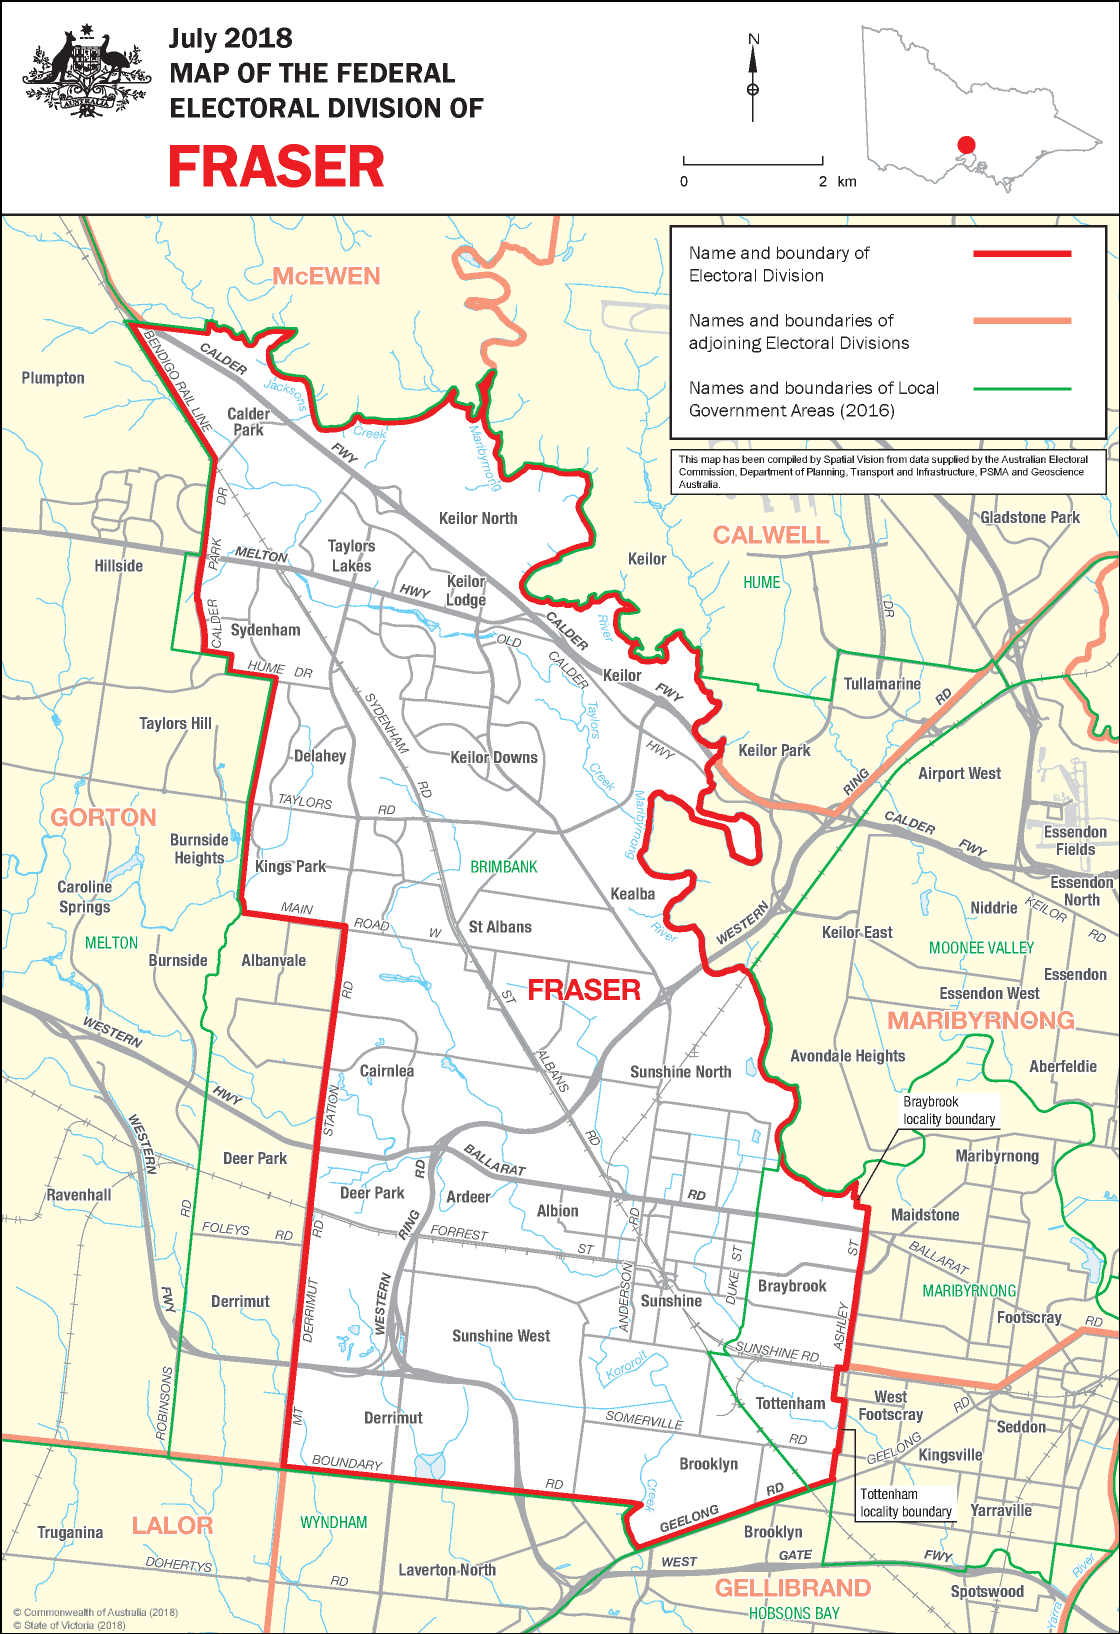 July 2018
MAP OF THE FEDERAL
ELECTORAL DIVISION OF
FRASER
AUSTRALIA
N
0 2 km
Name and boundary of
Electoral Division
Names and boundaries of
adjoining Electoral Divisions
Names and boundaries of Local
Government Areas (2016)
This map has been compiled by Spatial Vision from data supplied by the Australian Electoral
Commission, Department of Planning, Transport and Infrastructure, PSMA and Geoscience
Australia.
McEWEN
Plumpton
BENDIGO RAIL LINE
CALDER
FWY
Jacksons
Creek
Calder
Park
Maribyrnong
Keilor North
DR
PARK
CALDER
Hillside
MELTON
HWY
Taylors
Lakes
Keilor
Lodge
Keilor
CALWELL
HUME
Gladstone Park
DR
Sydenham
HUME DR
OLD
CALDER
HWY
CALDER
FWY
River
Keilor
Tullamarine
RD
RING
Taylors Hill
SYDENHAM
RD
Delahey
Keilor Downs
Taylors
Creek
Maribyrnong
River
Keilor Park
Airport West
CALDER
FWY
Essendon
Fields
GORTON
TAYLORS
RD
Burnside
Heights
Kings Park
BRIMBANK
Kealba
Essendon
North
Caroline
Springs
MAIN
ROAD
W
St Albans
WESTERN
Niddrie
KEILOR
RD
MELTON
Burnside
Albanvale
Keilor East
MOONEE VALLEY
Essendon
FRASER
Essendon West
MARIBYRNONG
RD
STATION
ST
ALBANS
RD
WESTERN
HWY
WESTERN
FWY
Cairnlea
Sunshine North
Avondale Heights
Aberfeldie
Braybrook
locality boundary
Deer Park
BALLARAT
RD
Maribyrnong
Ravenhall
RD
Deer Park
RD
RING
WESTERN
Ardeer
Albion
RD
ANDERSON
Maidstone
FOLEYS RD
RD
DERRIMUT
MT
FORREST
ST
DUKE ST
ST
ASHLEY
BALLARAT
RD
Derrimut
Sunshine
Braybrook
MARIBYRNONG
Footscray
Sunshine West
SUNSHINE RD
Kororoit
Creek
ROBINSONS
Derrimut
SOMERVILLE
RD
Tottenham
West
Footscray
RD
GEELONG
Seddon
Kingsville
BOUNDARY
RD
Brooklyn
GEELONG
RD
Tottenham
locality boundary
Yarraville
Truganina
LALOR
WYNDHAM
Brooklyn
DOHERTYS
RD
Laverton North
WEST
GATE
FWY
GELLIBRAND
HOBSONS BAY
Spotswood
Yarra
River
© Commonwealth of Australia (2018)
© State of Victoria (2018)